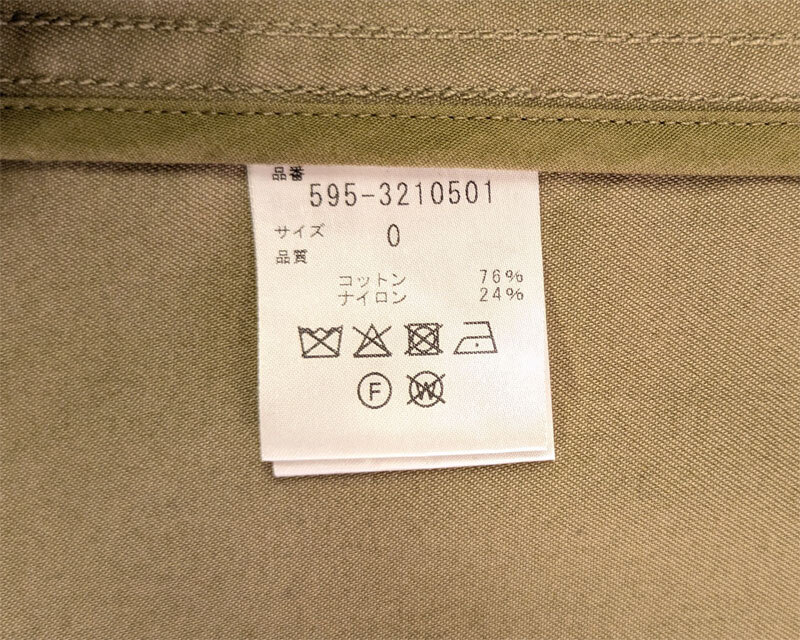 品番
595-3210501
サイズ 0
品質
コットン 76%
ナイロン 24%
F W